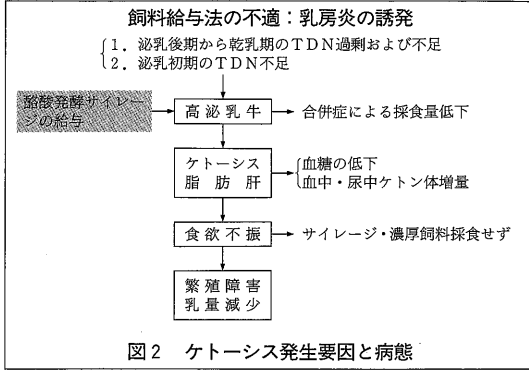 飼料給与法の不適：乳房炎の誘発
1．泌乳後期から乾乳期のTDN過剰および不足
2．泌乳初期のTDN不足
酪酸発酵サイレー
ジの給与
高泌乳牛
合併症による採食量低下
ケトーシス
脂肪肝
血糖の低下
血中・尿中ケトン体増量
食欲不振
サイレージ・濃厚飼料採食せず
繁殖障害
乳量減少
図2　ケトーシス発生要因と病態